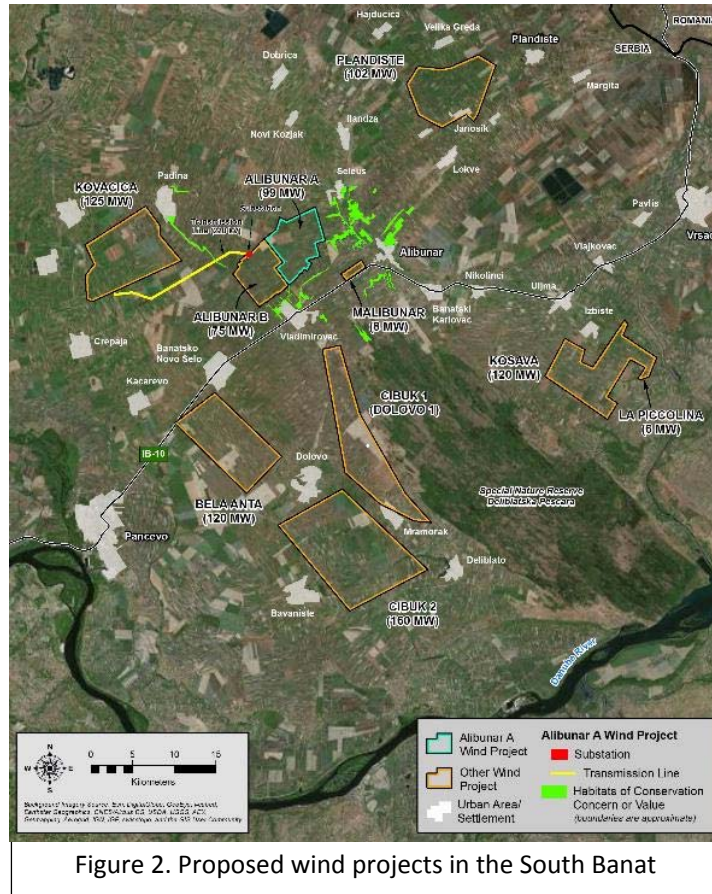 Hajducica
Velika Greda
ROMANIA
Plandiste
SERBIA
Dobrica
PLANDISTE
(102 MW)
Margita
Ilandza
Novi Kozjak
Jarosik
Lokve
Padina
ALIBUNAR A
(99 MW)
Seleus
KOVACICA
(125 MW)
Substation
Transmission
Pavlis
Vrsac
Alibunar
Vlajkovac
Nikolinci
Uljma
ALIBUNAR B
(75 MW)
MALIBUNAR
(8 MW)
Banatski
Karlovac
Izbiste
Vladimirovac
Crepaja
Banatsko
Novo Selo
KOSAVA
(120 MW)
Kacarevo
CIBUK 1
(DOLOVO 1)
LA PICCOLINA
(6 MW)
IB-10
Dolovo
BELA ANTA
(120 MW)
Special Nature Reserve
Deliblatska Pescara
Pancevo
Mramorak
Deliblato
Bavaniste
CIBUK 2
(160 MW)
Danube River
N
W E
S
0 5 10 15
Kilometers
Alibunar A
Wind Project
Other Wind
Project
Urban Area/
Settlement
Alibunar A Wind Project
Substation
Transmission Line
Habitats of Conservation
Concern or Value
(boundaries are approximate)
Figure 2. Proposed wind projects in the South Banat